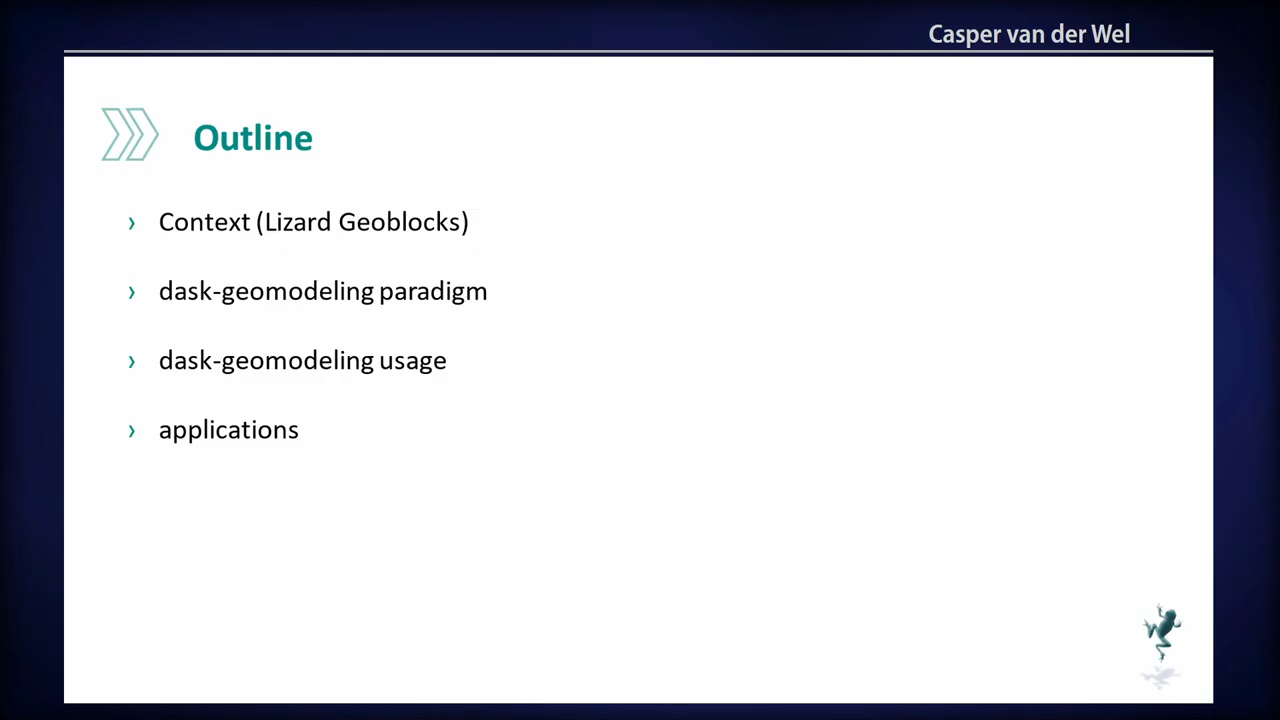 Casper van der Wel
Outline
› Context (Lizard Geoblocks)
› dask-geomodeling paradigm
› dask-geomodeling usage
› applications